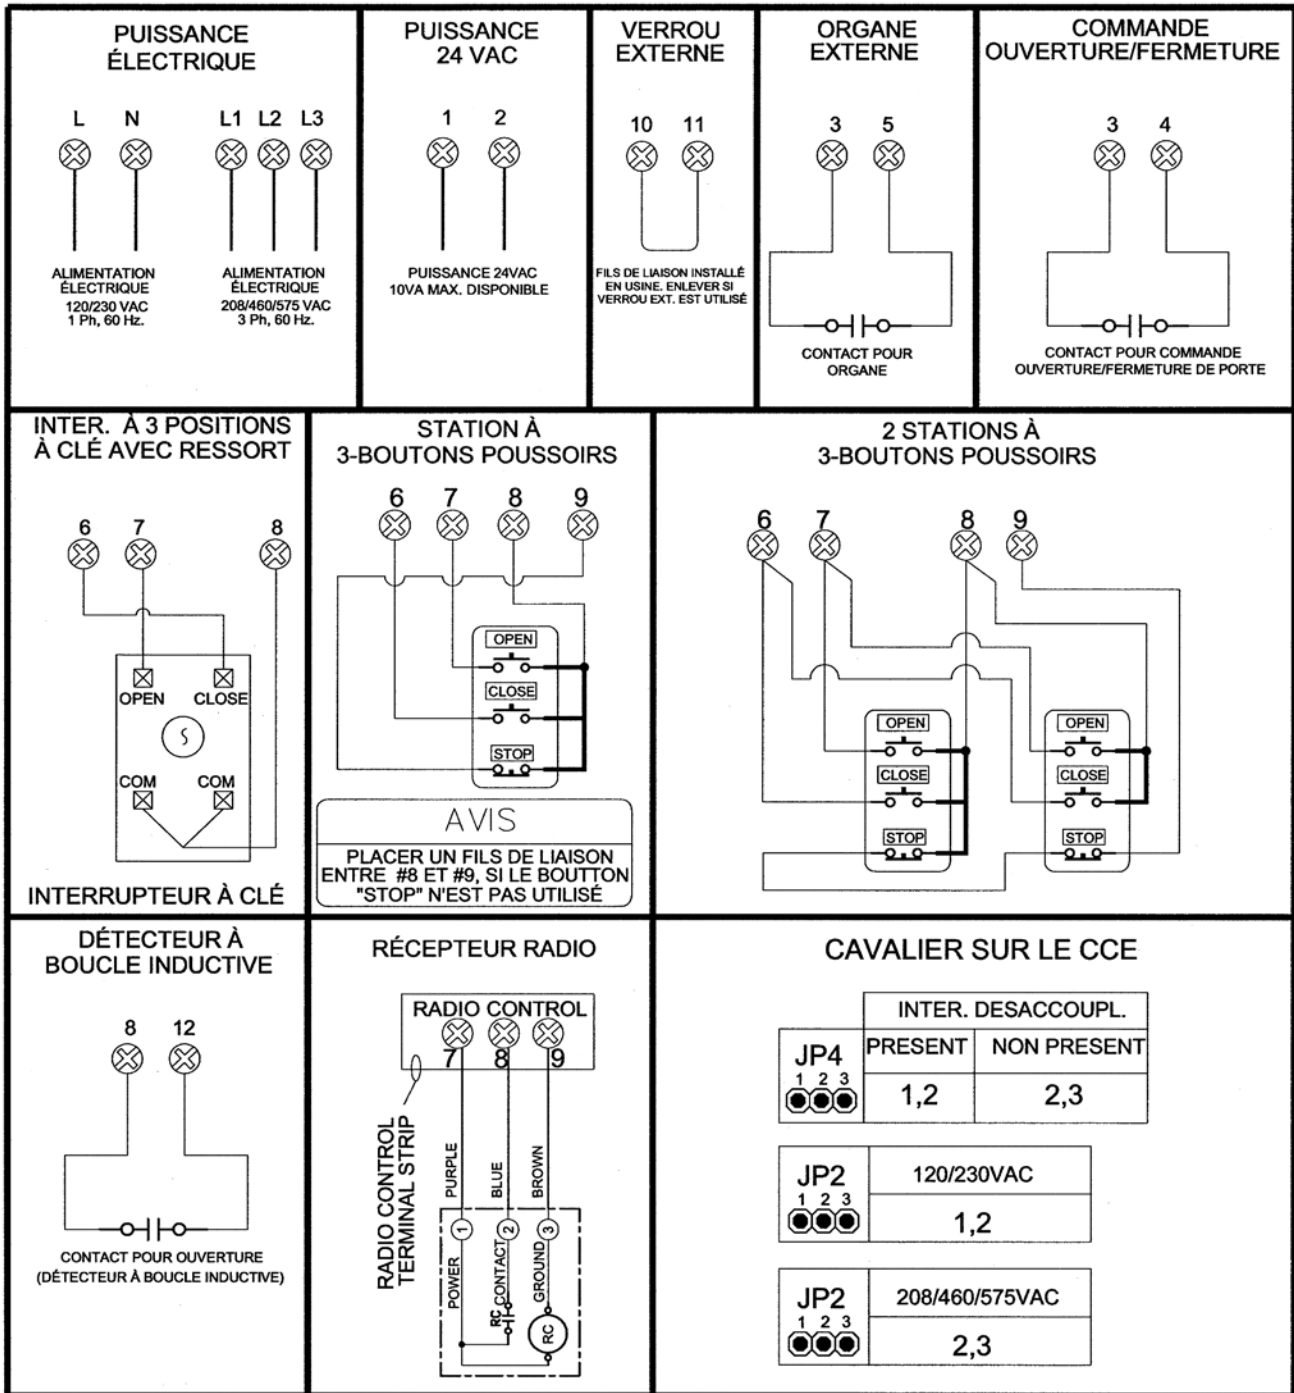 PUISSANCE
ÉLECTRIQUE
L N L1 L2 L3
ALIMENTATION
ÉLECTRIQUE
120/230 VAC
1 Ph, 60 Hz.
ALIMENTATION
ÉLECTRIQUE
208/460/575 VAC
3 Ph, 60 Hz.
PUISSANCE
24 VAC
1 2
PUISSANCE 24VAC
10VA MAX. DISPONIBLE
VERROU
EXTERNE
10 11
FILS DE LIAISON INSTALLÉ
EN USINE. ENLEVER SI
VERROU EXT. EST UTILISÉ
ORGANE
EXTERNE
3 5
CONTACT POUR
ORGANE
COMMANDE
OUVERTURE/FERMETURE
3 4
CONTACT POUR COMMANDE
OUVERTURE/FERMETURE DE PORTE
INTER. À 3 POSITIONS
À CLÉ AVEC RESSORT
6 7 8
OPEN CLOSE
S
COM COM
INTERRUPTEUR À CLÉ
STATION À
3-BOUTONS POUSSOIRS
6 7 8 9
OPEN
CLOSE
STOP
AVIS
PLACER UN FILS DE LIAISON
ENTRE #8 ET #9, SI LE BOUTTON
"STOP" N'EST PAS UTILISÉ
2 STATIONS À
3-BOUTONS POUSSOIRS
6 7 8 9
OPEN OPEN
CLOSE CLOSE
STOP STOP
DÉTECTEUR À
BOUCLE INDUCTIVE
8 12
CONTACT POUR OUVERTURE
(DÉTECTEUR À BOUCLE INDUCTIVE)
RÉCEPTEUR RADIO
RADIO CONTROL
7 8 9
RADIO CONTROL
TERMINAL STRIP
PURPLE
BLUE
BROWN
1 2 3
POWER
RC CONTACT
GROUND
RC
CAVALIER SUR LE CCE
INTER. DESACCOUPL.
JP4 PRESENT NON PRESENT
1 2 3
1,2 2,3
JP2 120/230VAC
1 2 3
1,2
JP2 208/460/575VAC
1 2 3
2,3